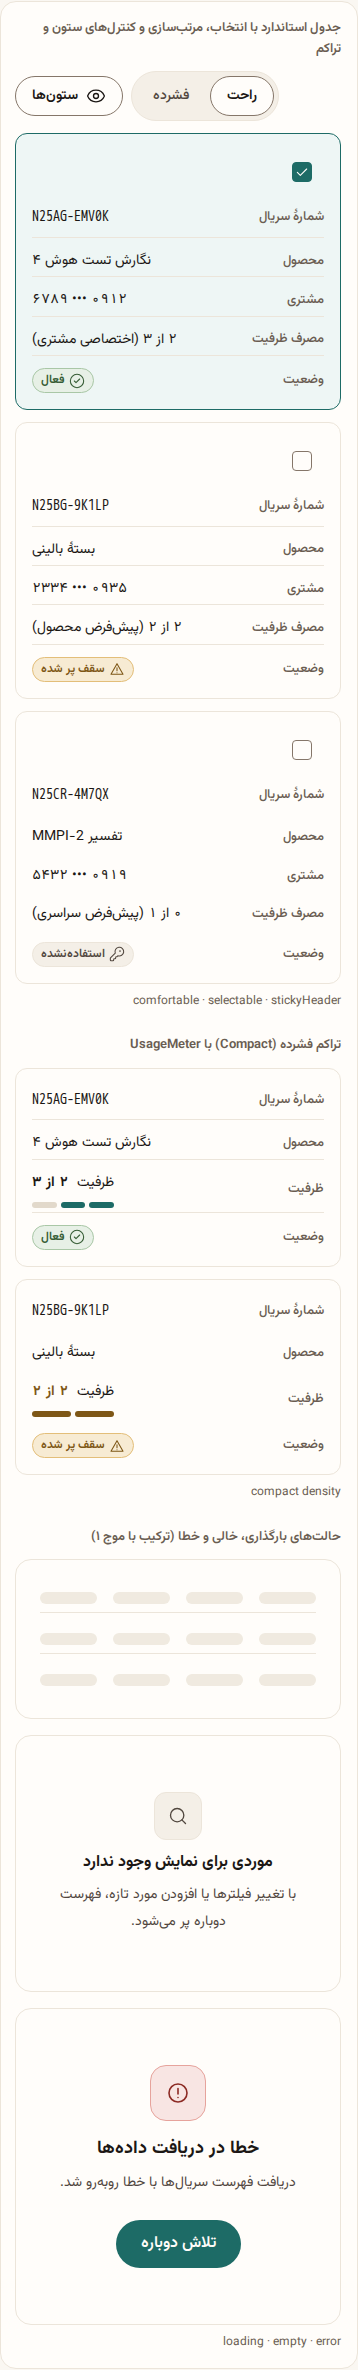 جدول استاندارد با انتخاب، مرتب‌سازی و کنترل‌های ستون و
تراکم
راحت
فشرده
ستون‌ها
شمارهٔ سریال
N25AG-EMV0K
محصول
نگارش تست هوش ۴
مشتری
۰۹۱۲ ••• ۶۷۸۹
مصرف ظرفیت
۲ از ۳ (اختصاصی مشتری)
وضعیت
فعال
شمارهٔ سریال
N25BG-9K1LP
محصول
بستهٔ بالینی
مشتری
۰۹۳۵ ••• ۲۳۳۴
مصرف ظرفیت
۲ از ۲ (پیش‌فرض محصول)
وضعیت
سقف پر شده
شمارهٔ سریال
N25CR-4M7QX
محصول
تفسیر MMPI-2
مشتری
۰۹۱۹ ••• ۵۴۳۲
مصرف ظرفیت
۰ از ۱ (پیش‌فرض سراسری)
وضعیت
استفاده‌نشده
comfortable · selectable · stickyHeader
تراکم فشرده (Compact) با UsageMeter
شمارهٔ سریال
N25AG-EMV0K
محصول
نگارش تست هوش ۴
ظرفیت
ظرفیت ۲ از ۳
وضعیت
فعال
شمارهٔ سریال
N25BG-9K1LP
محصول
بستهٔ بالینی
ظرفیت
ظرفیت ۲ از ۲
وضعیت
سقف پر شده
compact density
حالت‌های بارگذاری، خالی و خطا (ترکیب با موج ۱)
موردی برای نمایش وجود ندارد
با تغییر فیلترها یا افزودن مورد تازه، فهرست
دوباره پر می‌شود.
خطا در دریافت داده‌ها
دریافت فهرست سریال‌ها با خطا روبه‌رو شد.
تلاش دوباره
loading · empty · error